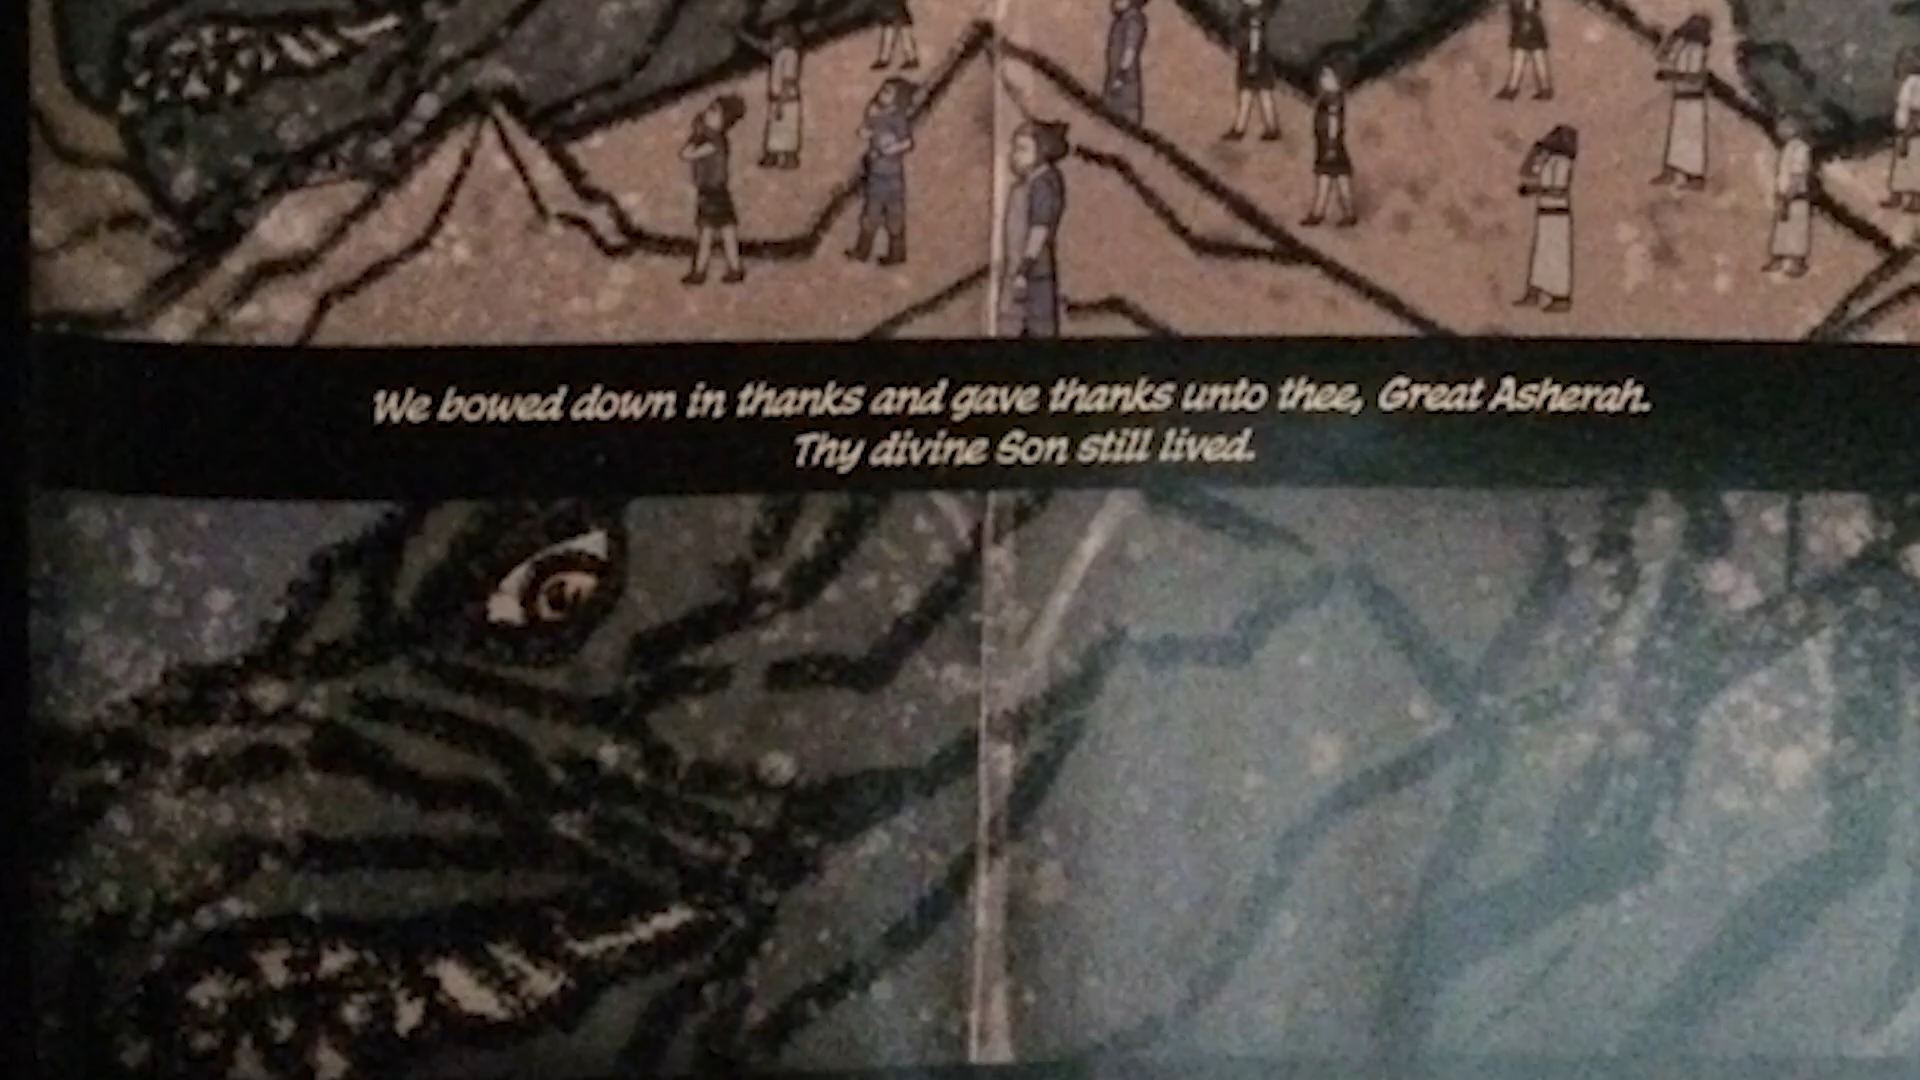 We bowed down in thanks and gave thanks unto thee, Great Asherah.
Thy divine Son still lived.